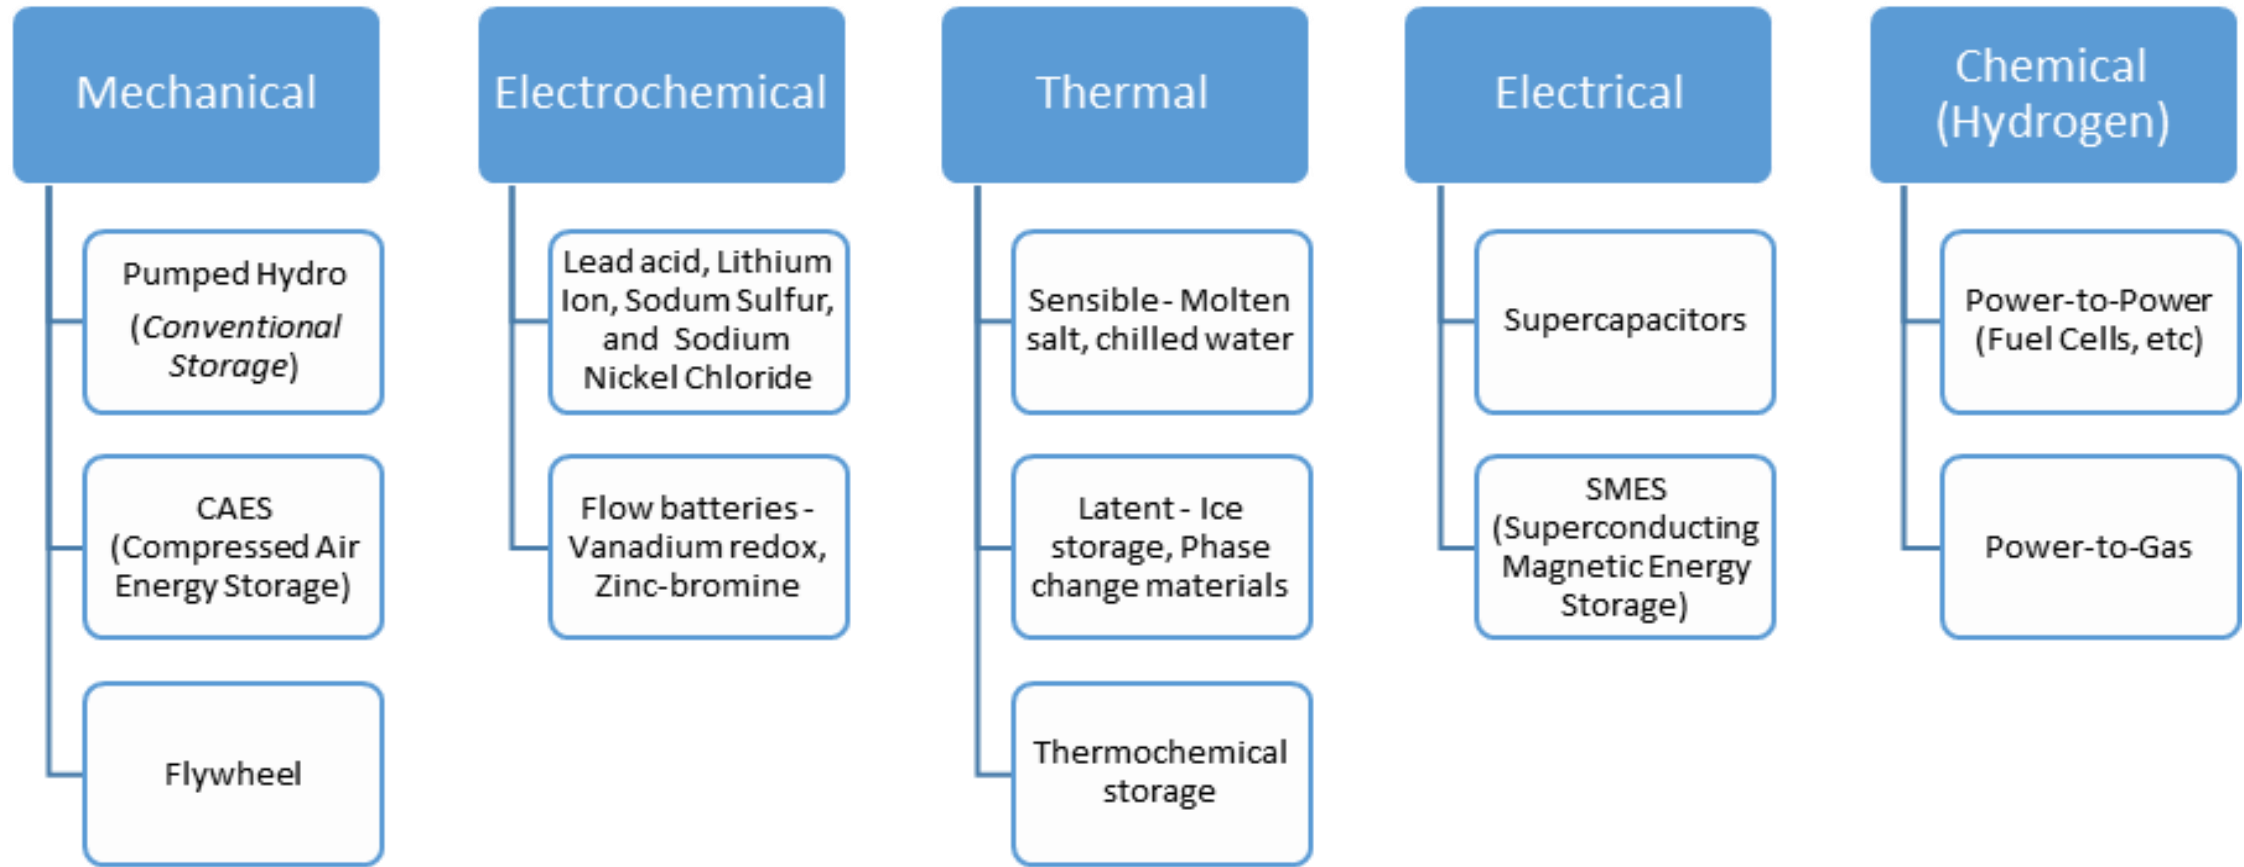 Mechanical
Pumped Hydro
(Conventional
Storage)
CAES
(Compressed Air
Energy Storage)
Flywheel
Electrochemical
Lead acid, Lithium
Ion, Sodum Sulfur,
and Sodium
Nickel Chloride
Flow batteries -
Vanadium redox,
Zinc-bromine
Thermal
Sensible- Molten
salt, chilled water
Latent - Ice
storage, Phase
change materials
Thermochemical
storage
Electrical
Supercapacitors
SMES
(Superconducting
Magnetic Energy
Storage)
Chemical
(Hydrogen)
Power-to-Power
(Fuel Cells, etc)
Power-to-Gas